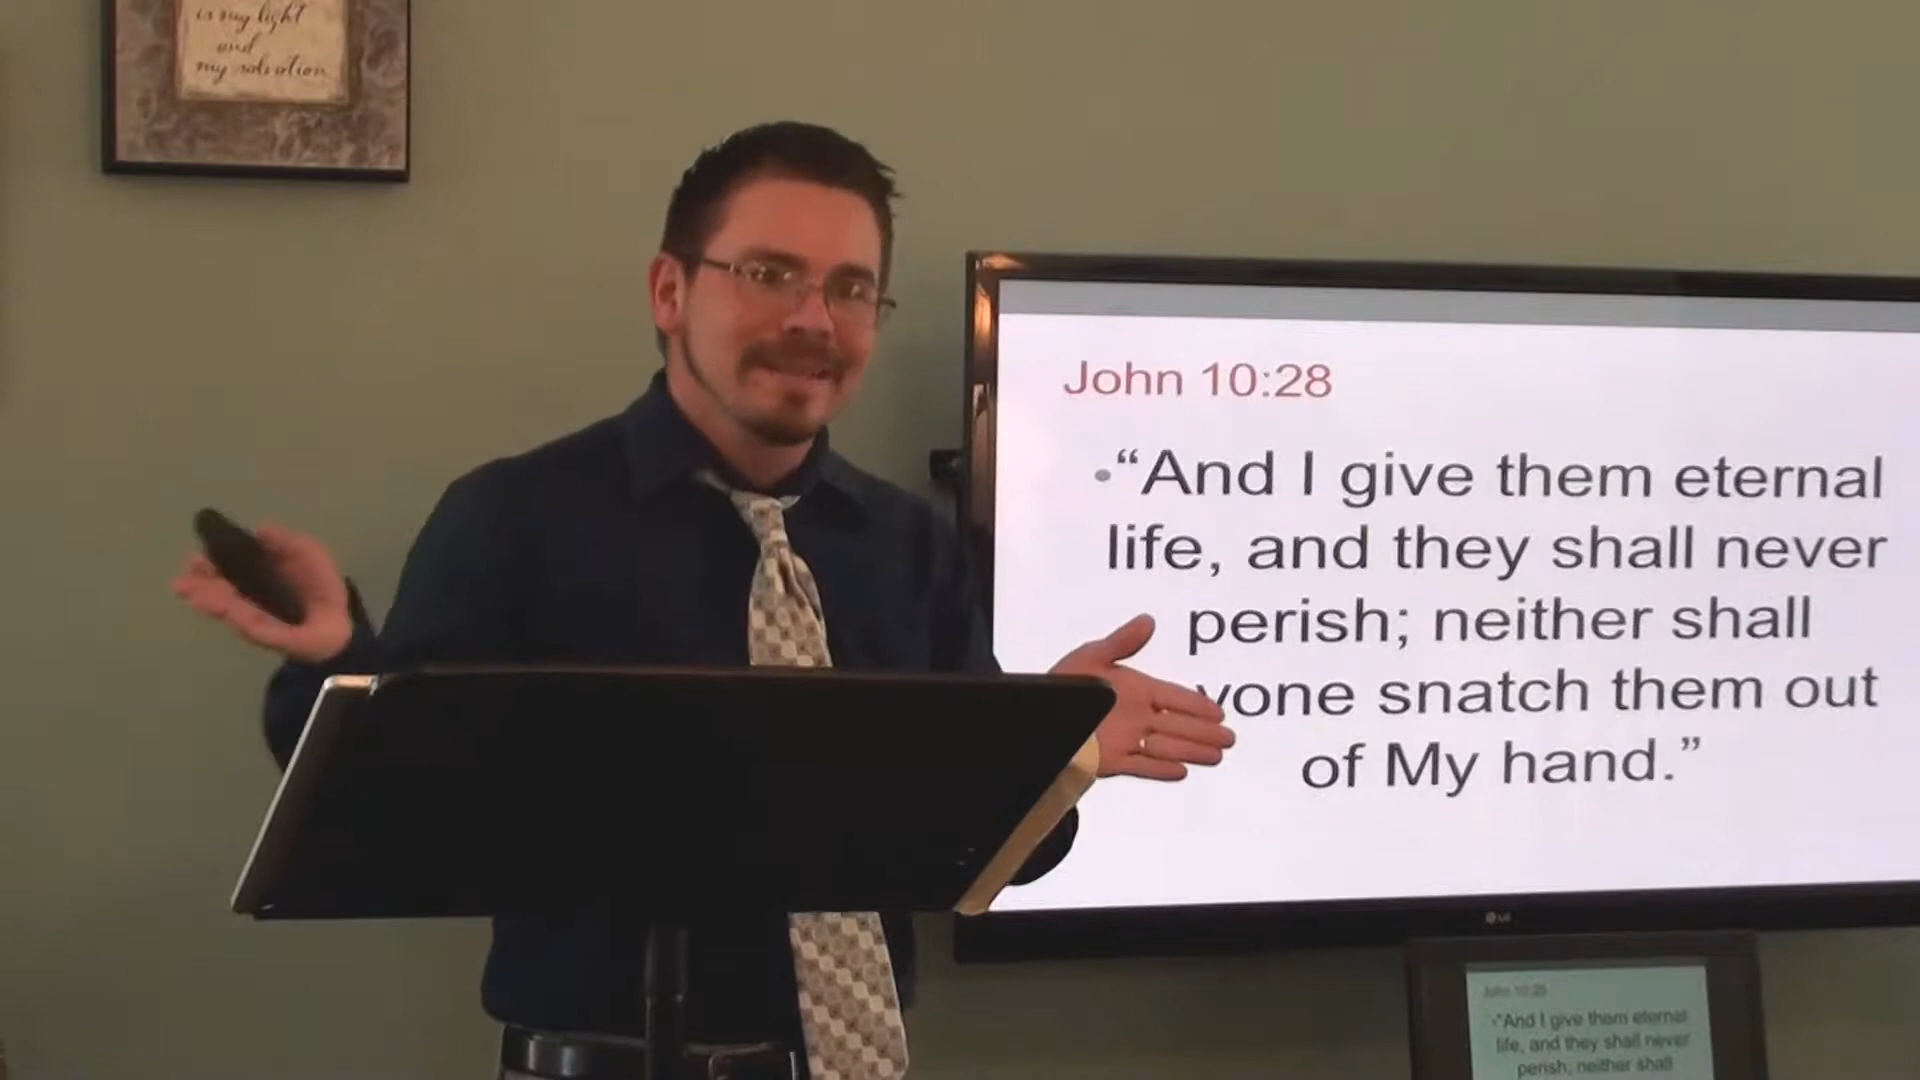 is my light
and
my salvation
John 10:28
•“And I give them eternal
life, and they shall never
perish; neither shall
yone snatch them out
of My hand.”
LG
John 10:28
•“And I give them eternal
life, and they shall never
perish; neither shall